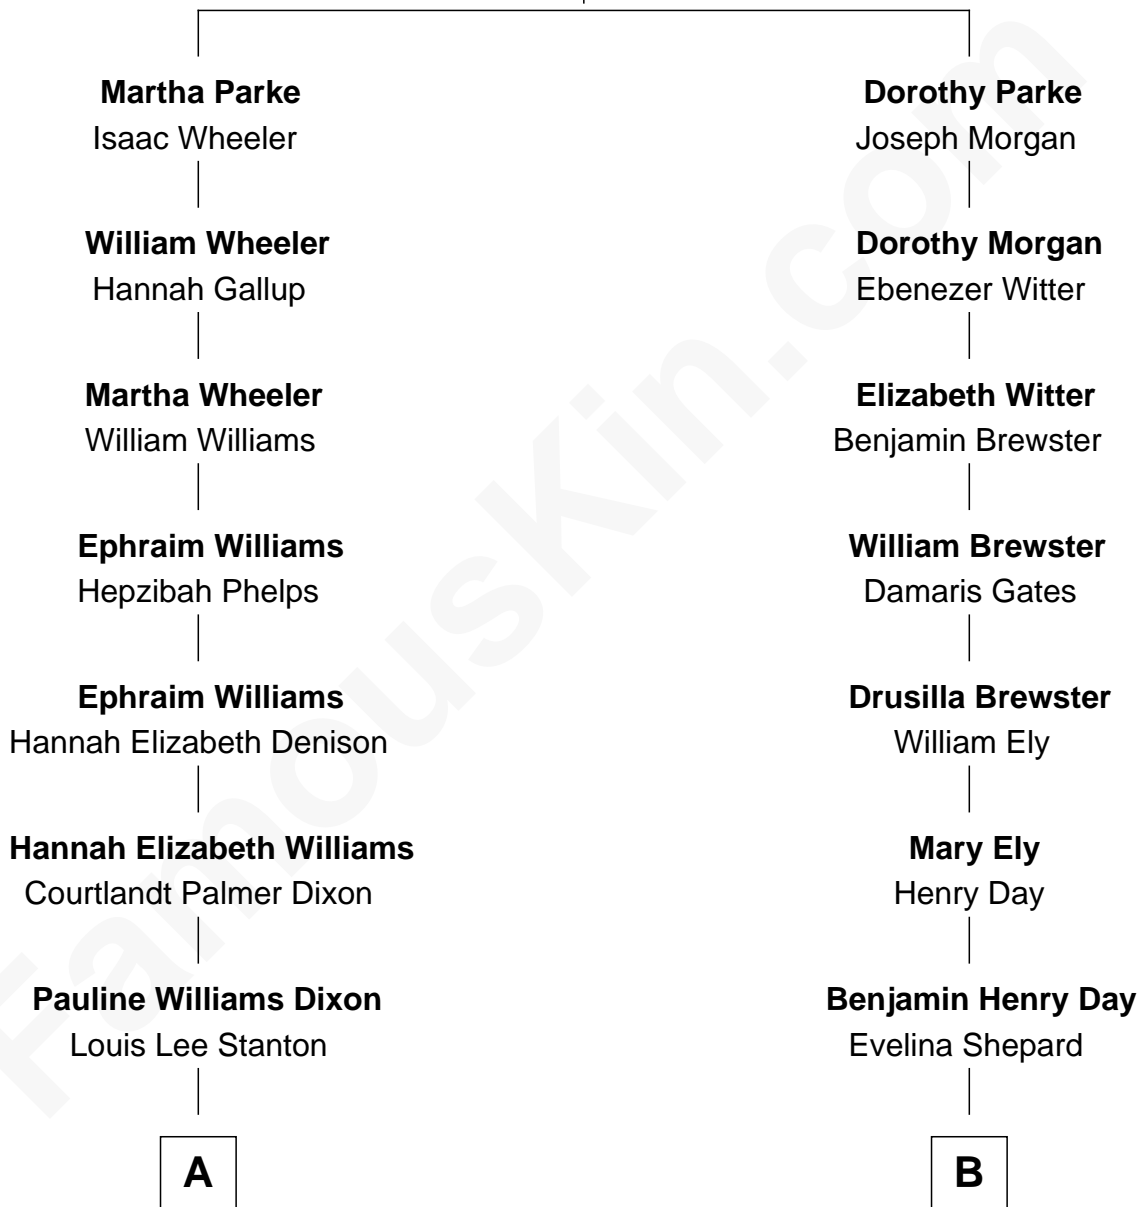 Martha Parke
Isaac Wheeler
William Wheeler
Hannah Gallup
Martha Wheeler
William Williams
Ephraim Williams
Hepzibah Phelps
Ephraim Williams
Hannah Elizabeth Denison
Hannah Elizabeth Williams
Courtlandt Palmer Dixon
Pauline Williams Dixon
Louis Lee Stanton
A
Dorothy Parke
Joseph Morgan
Dorothy Morgan
Ebenezer Witter
Elizabeth Witter
Benjamin Brewster
William Brewster
Damaris Gates
Drusilla Brewster
William Ely
Mary Ely
Henry Day
Benjamin Henry Day
Evelina Shepard
B
FamousKin.com